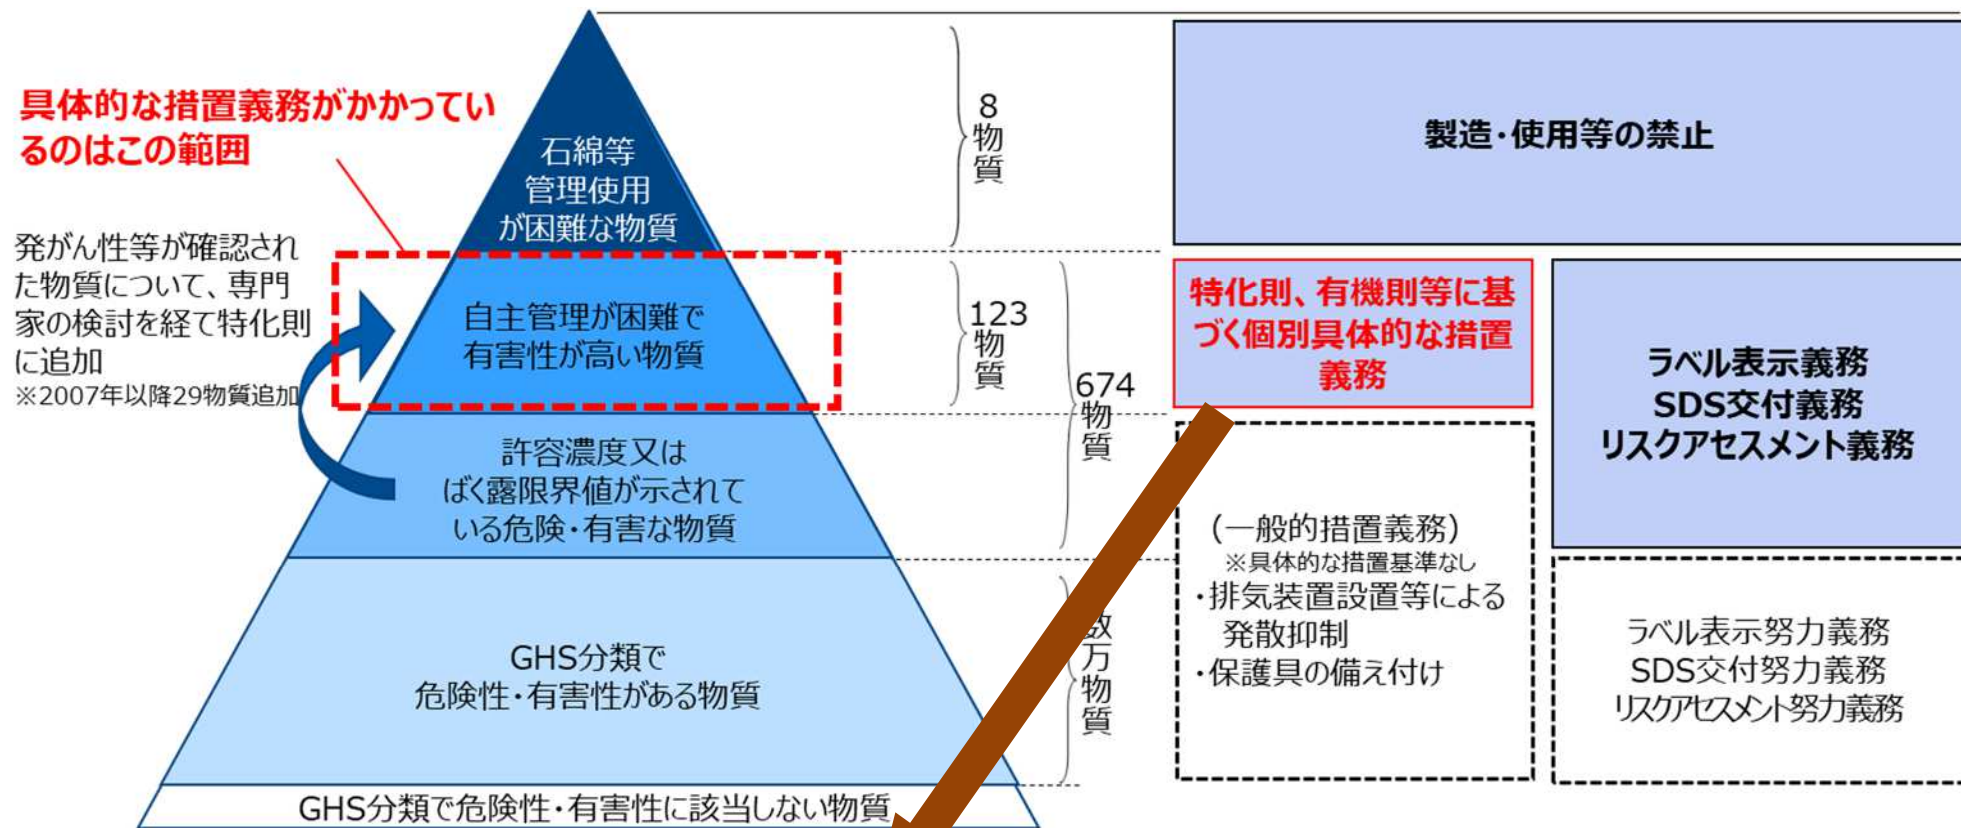 具体的な措置義務がかかってい
るのはこの範囲
発がん性等が確認され
た物質について、専門
家の検討を経て特化則
に追加
※2007年以降29物質追加
石綿等
管理使用
が困難な物質
自主管理が困難で
有害性が高い物質
許容濃度又は
ばく露限界値が示されて
いる危険・有害な物質
GHS分類で
危険性・有害性がある物質
GHS分類で危険性・有害性に該当しない物質
8物質
123物質
674物質
数万物質
製造・使用等の禁止
特化則、有機則等に基
づく個別具体的な措置
義務
(一般的措置義務)
※具体的な措置基準なし
・排気装置設置等による
発散抑制
・保護具の備え付け
ラベル表示義務
SDS交付義務
リスクアセスメント義務
ラベル表示努力義務
SDS交付努力義務
リスクアセスメント努力義務